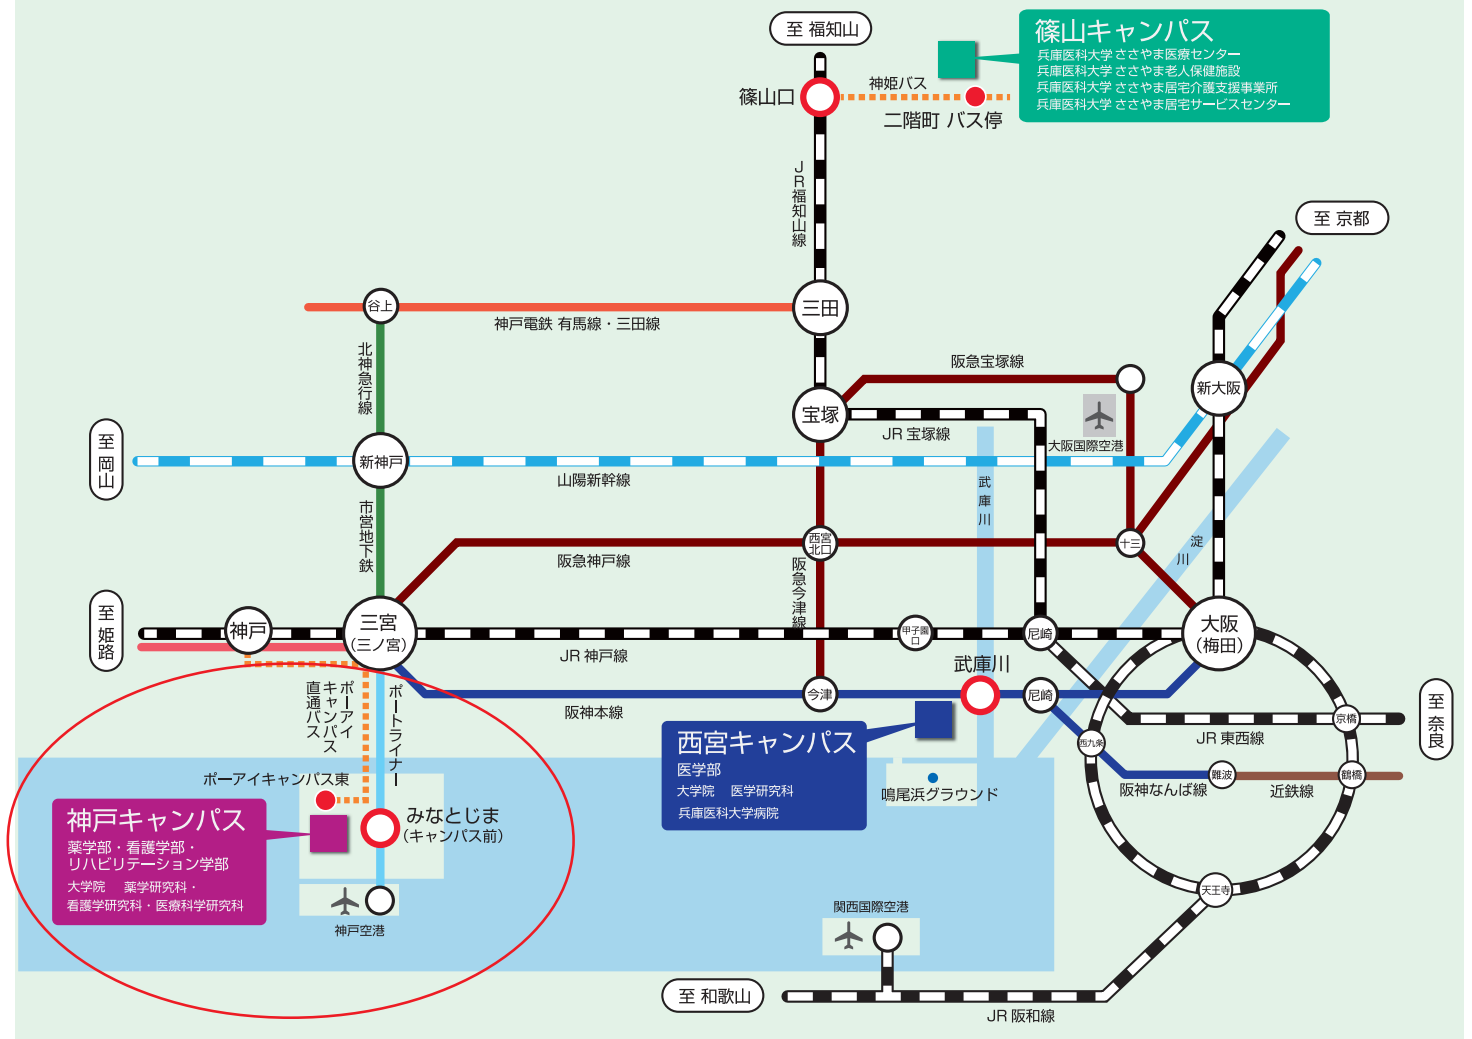 至 福知山
篠山キャンパス
兵庫医科大学 ささやま医療センター
兵庫医科大学 ささやま老人保健施設
兵庫医科大学 ささやま居宅介護支援事業所
兵庫医科大学 ささやま居宅サービスセンター
神姫バス
篠山口
二階町 バス停
JR福知山線
至 京都
谷上
三田
神戸電鉄 有馬線・三田線
北神急行線
阪急宝塚線
新大阪
宝塚
JR 宝塚線
大阪国際空港
至 岡山
新神戸
山陽新幹線
武庫川
市営地下鉄
西宮北口
十三
淀川
阪急神戸線
阪急今津線
至 姫路
神戸
三宮
(三ノ宮)
甲子園口
尼崎
大阪
(梅田)
JR 神戸線
武庫川
ポーアイキャンパス直通バス
ポートライナー
今津
尼崎
阪神本線
至 奈良
京橋
JR 東西線
西九条
西宮キャンパス
医学部
大学院 医学研究科
兵庫医科大学病院
難波
鶴橋
阪神なんば線
近鉄線
ポーアイキャンパス東
鳴尾浜グラウンド
神戸キャンパス
薬学部・看護学部・
リハビリテーション学部
大学院 薬学研究科・
看護学研究科・医療科学研究科
みなとじま
(キャンパス前)
神戸空港
天王寺
関西国際空港
至 和歌山
JR 阪和線